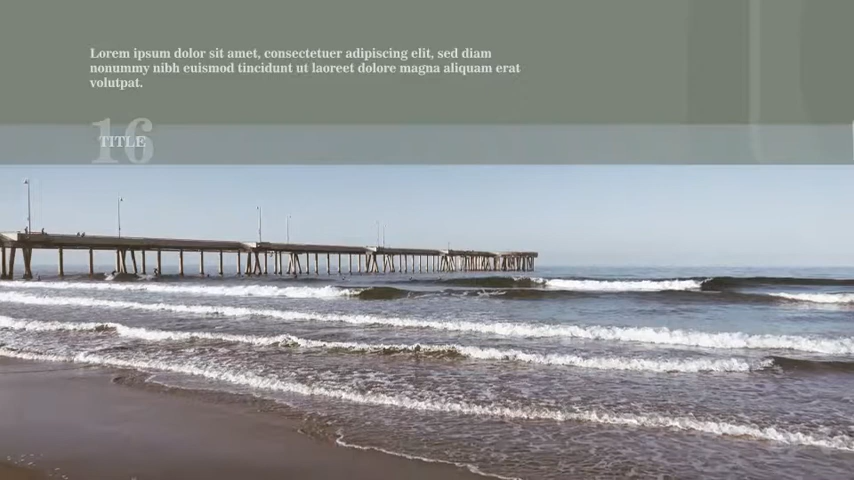 Lorem ipsum dolor sit amet, consectetuer adipiscing elit, sed diam
nonummy nibh euismod tincidunt ut laoreet dolore magna aliquam erat
volutpat.
16
TITLE